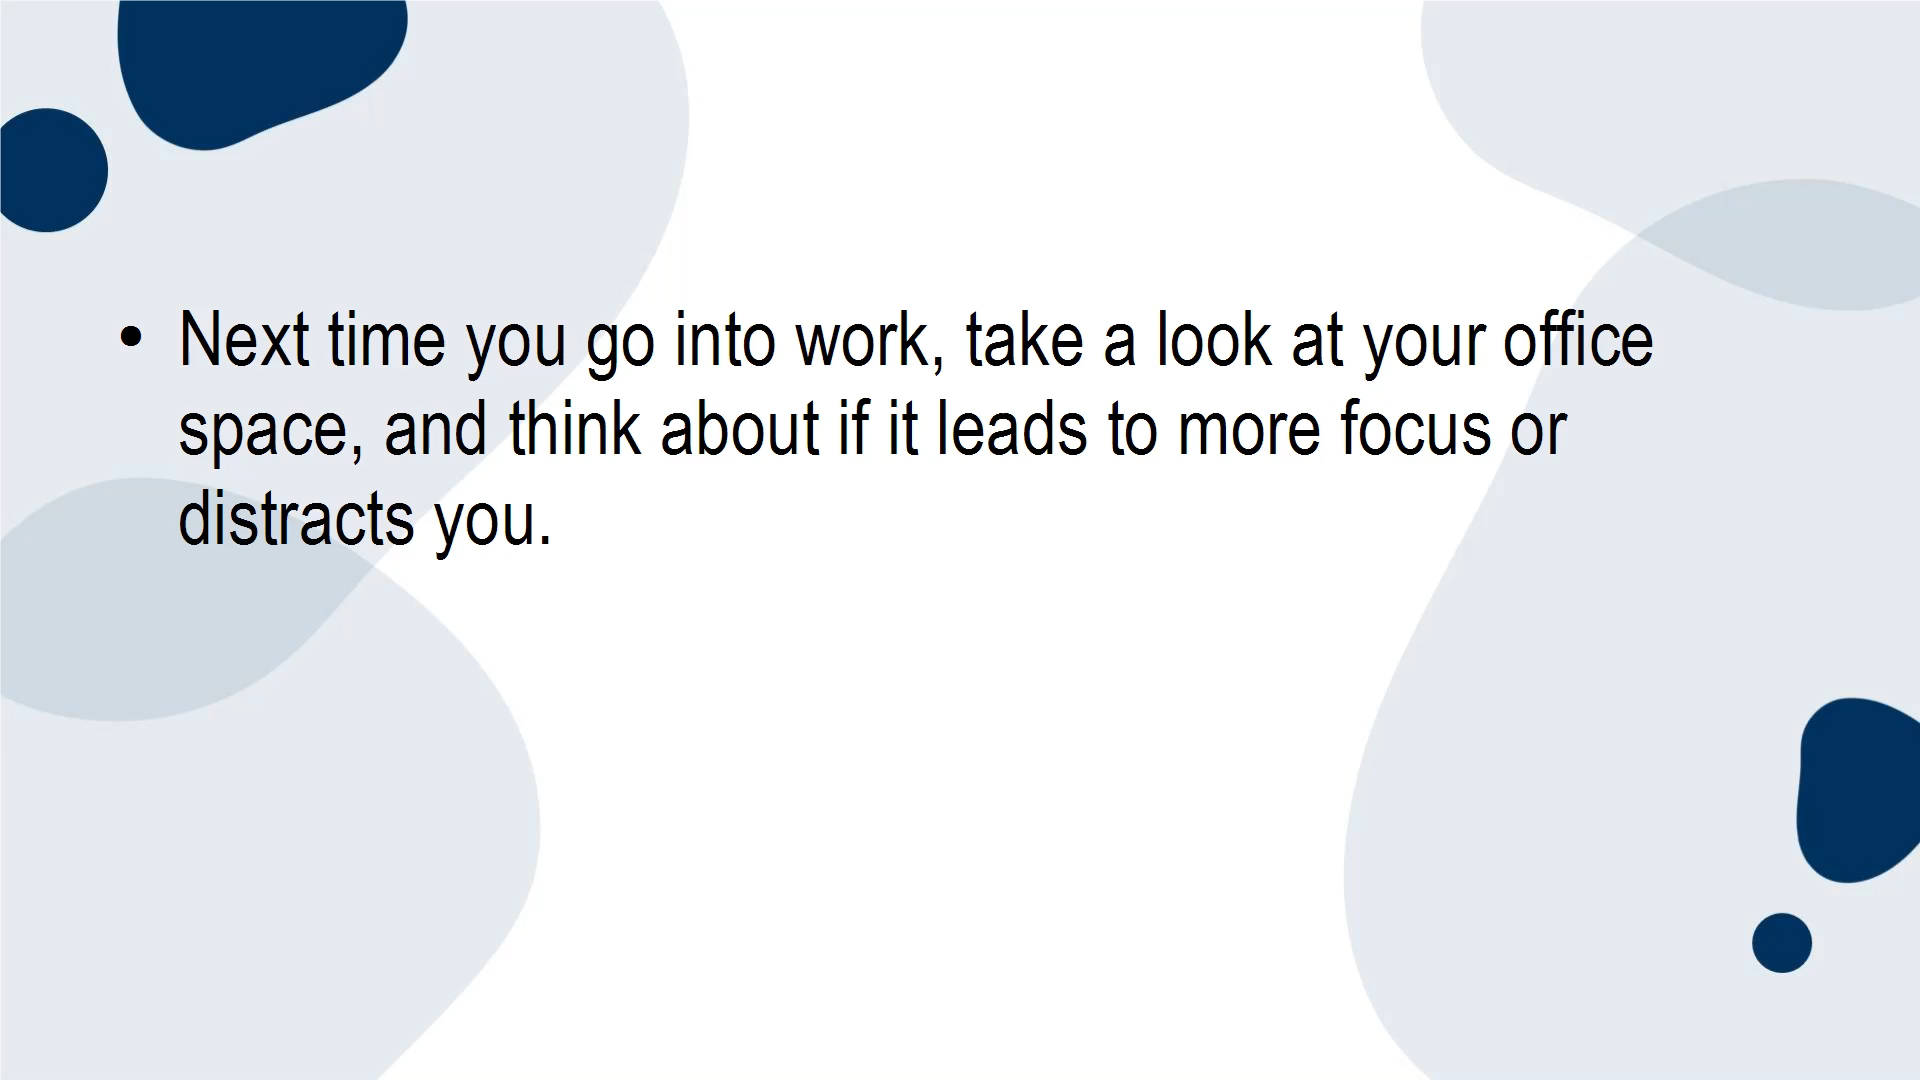 • Next time you go into work, take a look at your office
space, and think about if it leads to more focus or
distracts you.